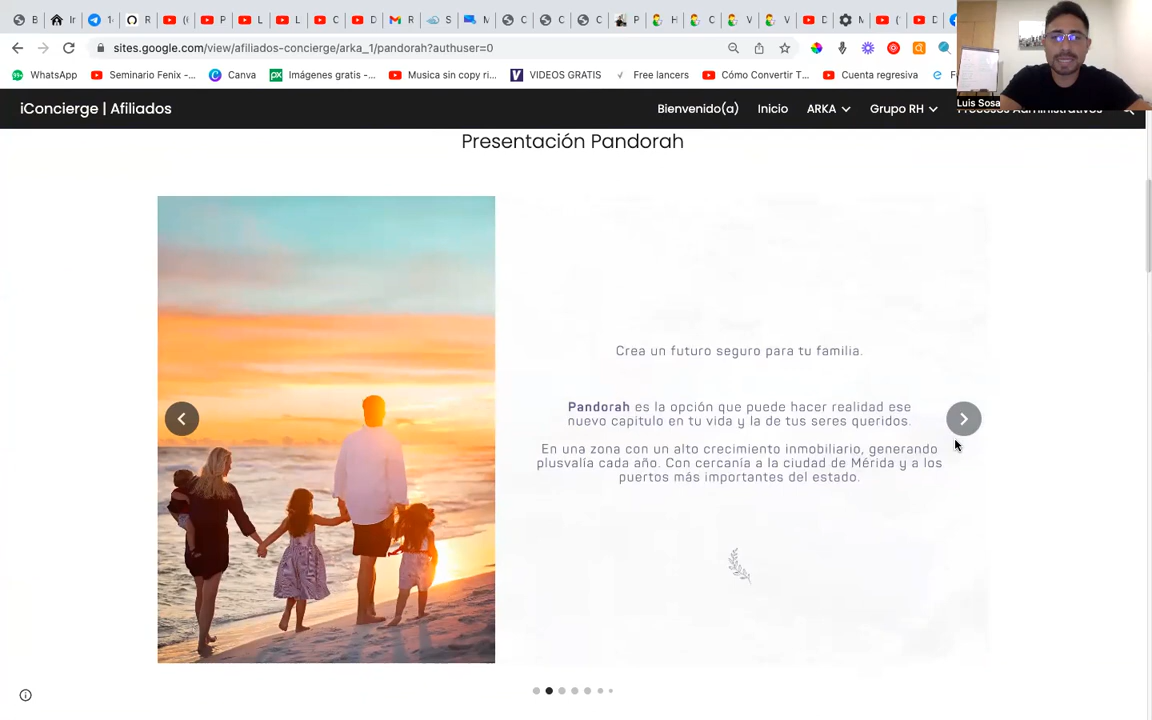 B
Ir
1
R
(
P
L
L
C
D
R
S
M
C
C
C
P
H
C
V
V
D
M
(
D
sites.google.com/view/afiliados-concierge/arka_1/pandorah?authuser=0
WhatsApp
Seminario Fenix -...
Canva
Imágenes gratis -...
Musica sin copy ri...
VIDEOS GRATIS
Free lancers
Cómo Convertir T...
Cuenta regresiva
Luis Sosa
iConcierge | Afiliados
Bienvenido(a)
Inicio
ARKA
Grupo RH
Presentación Pandorah
Crea un futuro seguro para tu familia.
Pandorah es la opción que puede hacer realidad ese
nuevo capitulo en tu vida y la de tus seres queridos.
En una zona con un alto crecimiento inmobiliario, generando
plusvalía cada año. Con cercanía a la ciudad de Mérida y a los
puertos más importantes del estado.